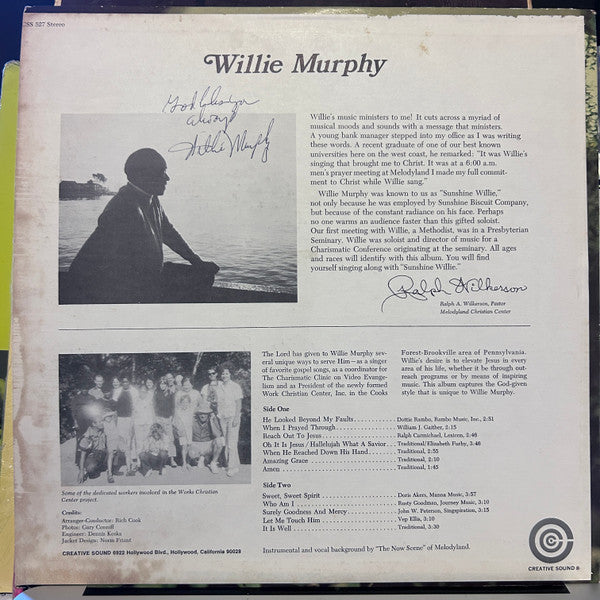 CSS 527 Stereo
Willie Murphy
God bless you
always
Willie Murphy
Willie's music ministers to me! It cuts across a myriad of
musical moods and sounds with a message that ministers.
A young bank manager stepped into my office as I was writing
these words. A recent graduate of one of our best known
universities here on the west coast, he remarked: "It was Willie's
singing that brought me to Christ. It was at a 6:00 a.m.
men's prayer meeting at Melodyland I made my full commit-
ment to Christ while Willie sang."
Willie Murphy was known to us as "Sunshine Willie,"
not only because he was employed by Sunshine Biscuit Company,
but because of the constant radiance on his face. Perhaps
no one warms an audience faster than this gifted soloist.
Our first meeting with Willie, a Methodist, was in a Presbyterian
Seminary. Willie was soloist and director of music for a
Charismatic Conference originating at the seminary. All ages
and races will identify with this album. You will find
yourself singing along with "Sunshine Willie."
Ralph Wilkerson
Ralph A. Wilkerson, Pastor
Melodyland Christian Center
The Lord has given to Willie Murphy sev-
eral unique ways to serve Him—as a singer
of favorite gospel songs, as a coordinator for
The Charismatic Clinic on Video Evange-
lism and as President of the newly formed
Work Christian Center, Inc. in the Cooks
Forest-Brookville area of Pennsylvania.
Willie's desire is to elevate Jesus in every
area of his life, whether it be through out-
reach programs or by means of inspiring
music. This album captures the God-given
style that is unique to Willie Murphy.
Some of the dedicated workers involved in the Works Christian
Center project.
Side One
He Looked Beyond My Faults Dottie Rambo, Rambo Music, Inc., 2:51
When I Prayed Through William J. Gaither, 2:15
Reach Out To Jesus Ralph Carmichael, Lexicon, 2:46
Oh It Is Jesus/Hallelujah What A Savior Traditional/Elizabeth Futhy, 3:46
When He Reached Down His Hand Traditional, 2:55
Amazing Grace Traditional, 2:10
Amen Traditional, 1:45
Side Two
Sweet, Sweet Spirit Doris Akers, Manna Music, 3:57
Who Am I Rusty Goodman, Journey Music, 3:10
Surely Goodness And Mercy John W. Peterson, Singspiration, 3:15
Let Me Touch Him Vep Ellis, 3:10
It Is Well Traditional, 3:30
Credits:
Arranger-Conductor: Rich Cook
Photos: Gary Conniff
Engineer: Dennis Keska
Jacket Design: Norm Friant
CREATIVE SOUND 6922 Hollywood Blvd., Hollywood, California 90028
Instrumental and vocal background by "The Now Scene" of Melodyland.
CREATIVE SOUND ®